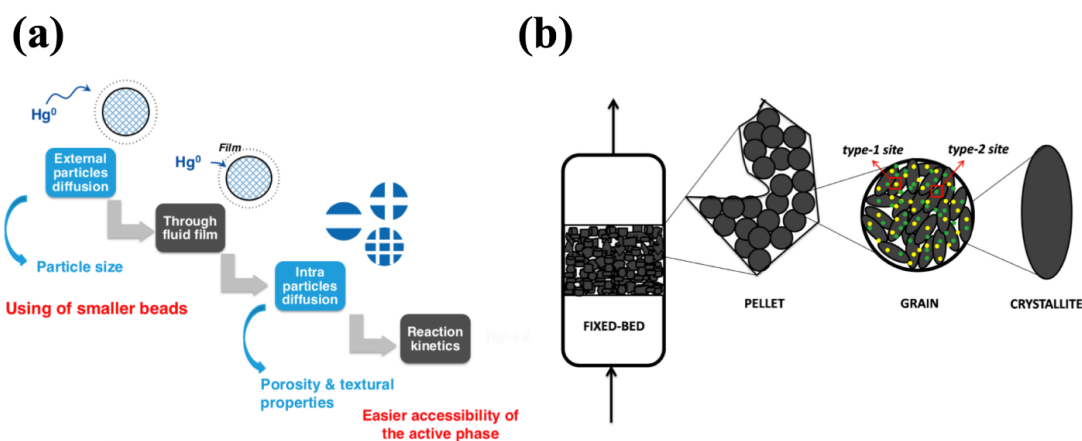 (a)
(b)
Hg⁰
External
particles
diffusion
Film
Hg⁰
Through
fluid film
Particle size
Using of smaller beads
Intra
particles
diffusion
Reaction
kinetics
Porosity & textural
properties
Easier accessibility of
the active phase
FIXED-BED
PELLET
type-1 site
type-2 site
GRAIN
CRYSTALLITE